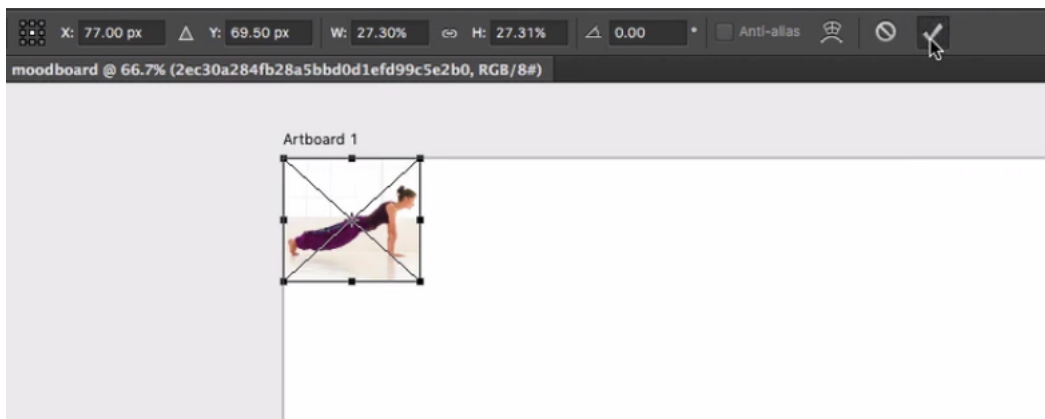 X: 77.00 px Y: 69.50 px W: 27.30% H: 27.31% 0.00 ° Anti-alias
moodboard @ 66.7% (2ec30a284fb28a5bbd0d1efd99c5e2b0, RGB/8#)
Artboard 1